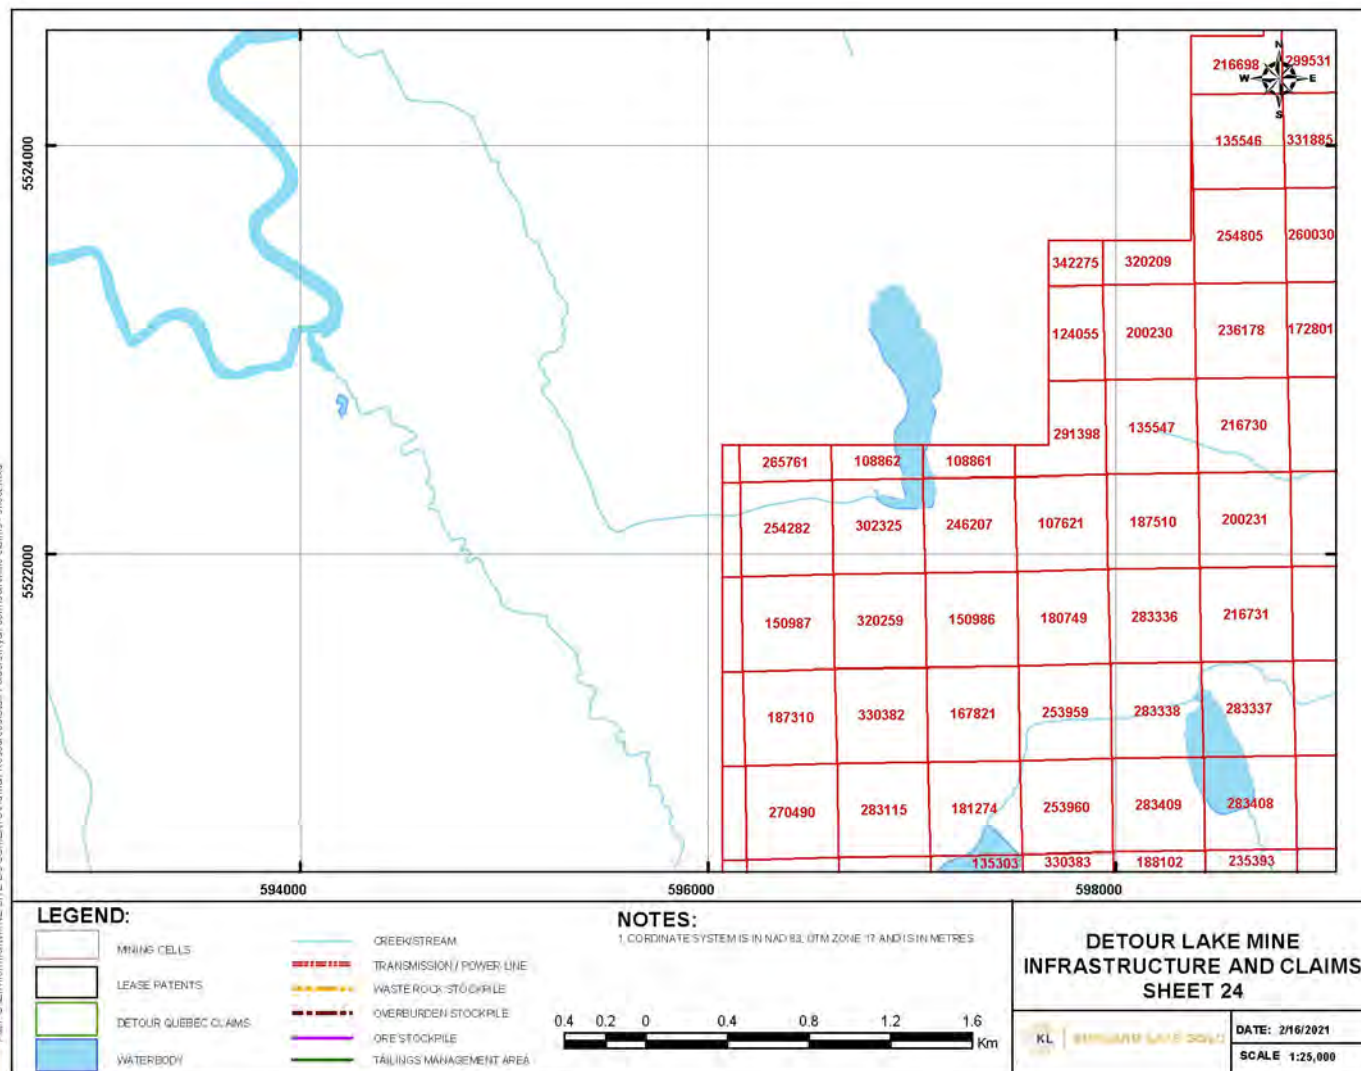 N
W E
S
216698 299531
135546 331885
254805 260030
342275 320209
124055 200230 236178 172801
291398 135547 216730
265761 108862 108861
254282 302325 246207 107621 187510 200231
150987 320259 150986 180749 283336 216731
187310 330382 167821 253959 283338 283337
270490 283115 181274 253960 283409 283408
135303 330383 188102 235393
5524000
5522000
594000 596000 598000
LEGEND:
MINING CELLS
LEASE PATENTS
DETOUR QUEBEC CLAIMS
WATERBODY
CREEK/STREAM
TRANSMISSION / POWER LINE
WASTE ROCK STOCKPILE
OVERBURDEN STOCKPILE
ORE STOCKPILE
TAILINGS MANAGEMENT AREA
NOTES:
1. CORDINATE SYSTEM IS IN NAD 83, UTM ZONE 17 AND IS IN METRES
0.4 0.2 0 0.4 0.8 1.2 1.6
Km
DETOUR LAKE MINE
INFRASTRUCTURE AND CLAIMS
SHEET 24
KL KIRKLAND LAKE GOLD
DATE: 2/16/2021
SCALE 1:25,000